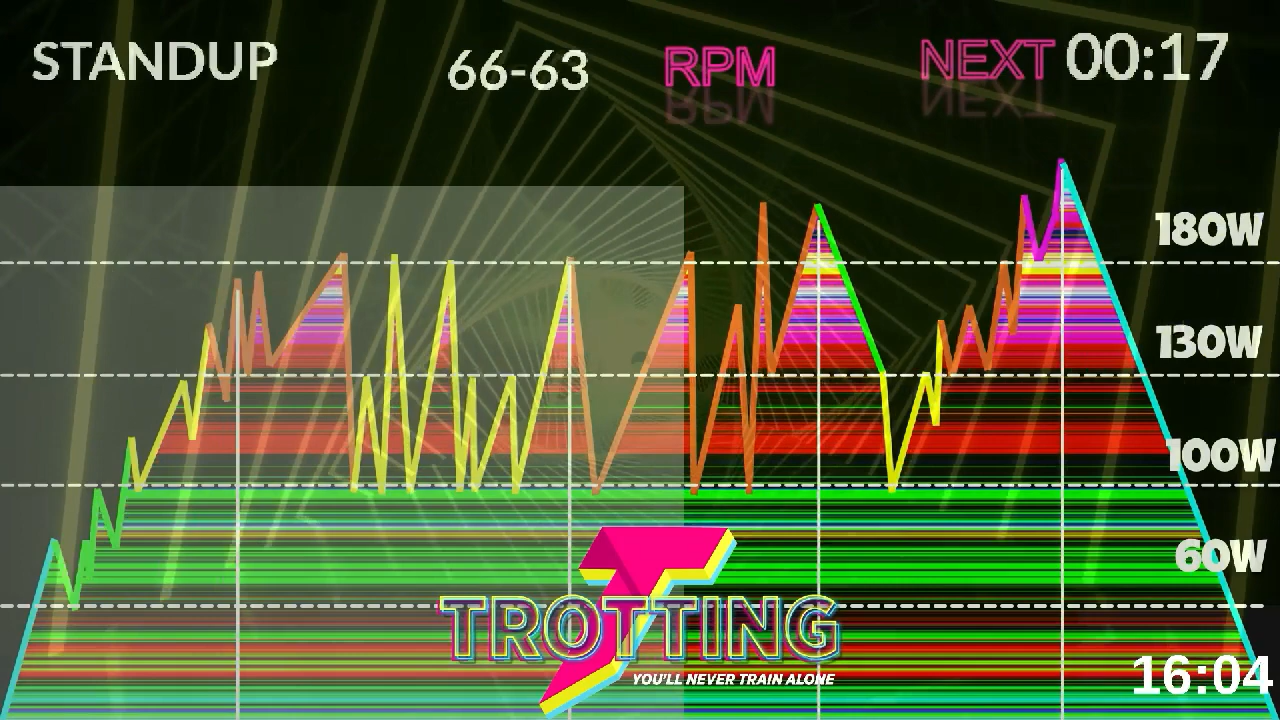 STANDUP
66-63
RPM
NEXT 00:17
180W
130W
100W
60W
TROTTING
YOU'LL NEVER TRAIN ALONE
16:04